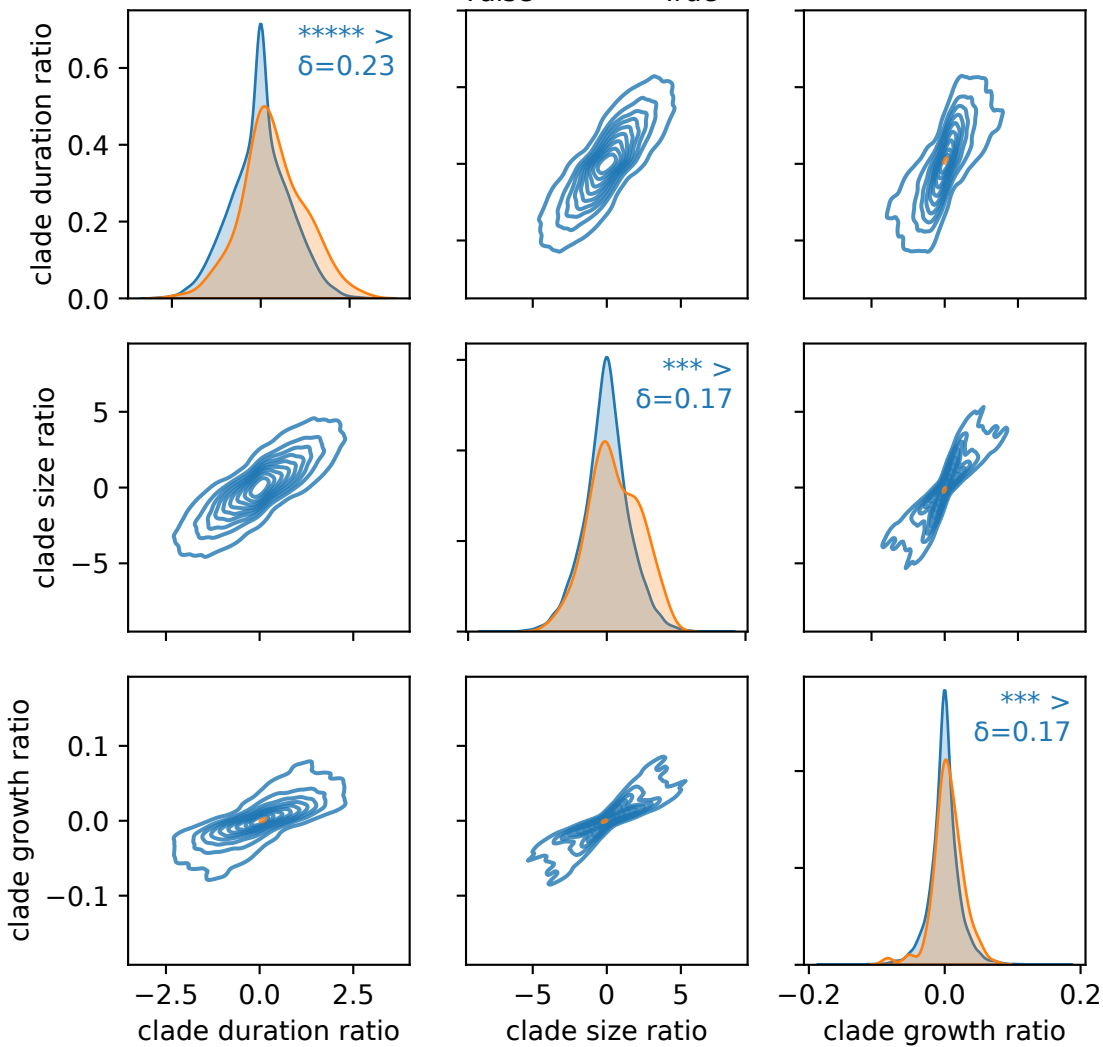 ***** >
δ=0.23
clade duration ratio
0.6
0.4
0.2
0.0
*** >
δ=0.17
clade size ratio
5
0
−5
*** >
δ=0.17
clade growth ratio
0.1
0.0
−0.1
−2.5 0.0 2.5
−5 0 5
−0.2 0.0 0.2
clade duration ratio
clade size ratio
clade growth ratio